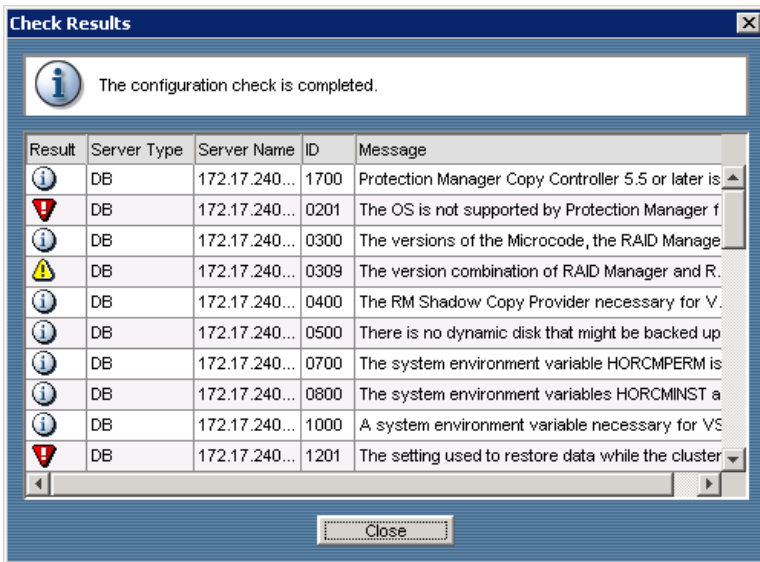 Check Results
The configuration check is completed.
Result Server Type Server Name ID Message
DB 172.17.240... 1700 Protection Manager Copy Controller 5.5 or later is
DB 172.17.240... 0201 The OS is not supported by Protection Manager f
DB 172.17.240... 0300 The versions of the Microcode, the RAID Manage
DB 172.17.240... 0309 The version combination of RAID Manager and R.
DB 172.17.240... 0400 The RM Shadow Copy Provider necessary for V.
DB 172.17.240... 0500 There is no dynamic disk that might be backed up
DB 172.17.240... 0700 The system environment variable HORCMPERM is
DB 172.17.240... 0800 The system environment variables HORCMINST a
DB 172.17.240... 1000 A system environment variable necessary for VS
DB 172.17.240... 1201 The setting used to restore data while the cluster
Close